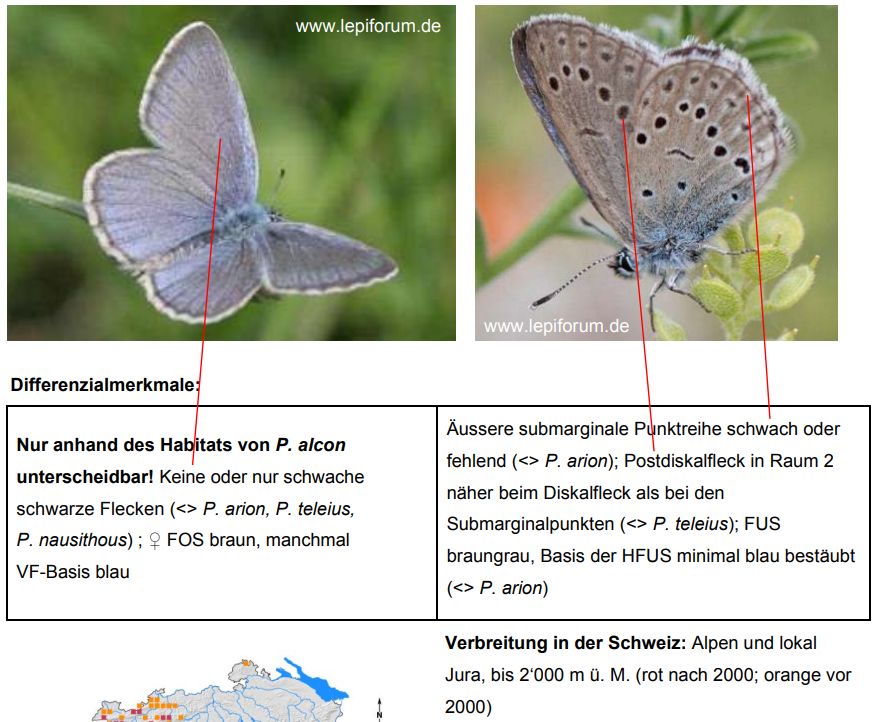 www.lepiforum.de
www.lepiforum.de
Differenzialmerkmale:
Nur anhand des Habitats von P. alcon
unterscheidbar! Keine oder nur schwache
schwarze Flecken (<> P. arion, P. teleius,
P. nausithous) ; ♀ FOS braun, manchmal
VF-Basis blau
Äussere submarginale Punktreihe schwach oder
fehlend (<> P. arion); Postdiskalfleck in Raum 2
näher beim Diskalfleck als bei den
Submarginalpunkten (<> P. teleius); FUS
braungrau, Basis der HFUS minimal blau bestäubt
(<> P. arion)
Verbreitung in der Schweiz: Alpen und lokal
Jura, bis 2‘000 m ü. M. (rot nach 2000; orange vor
2000)
N